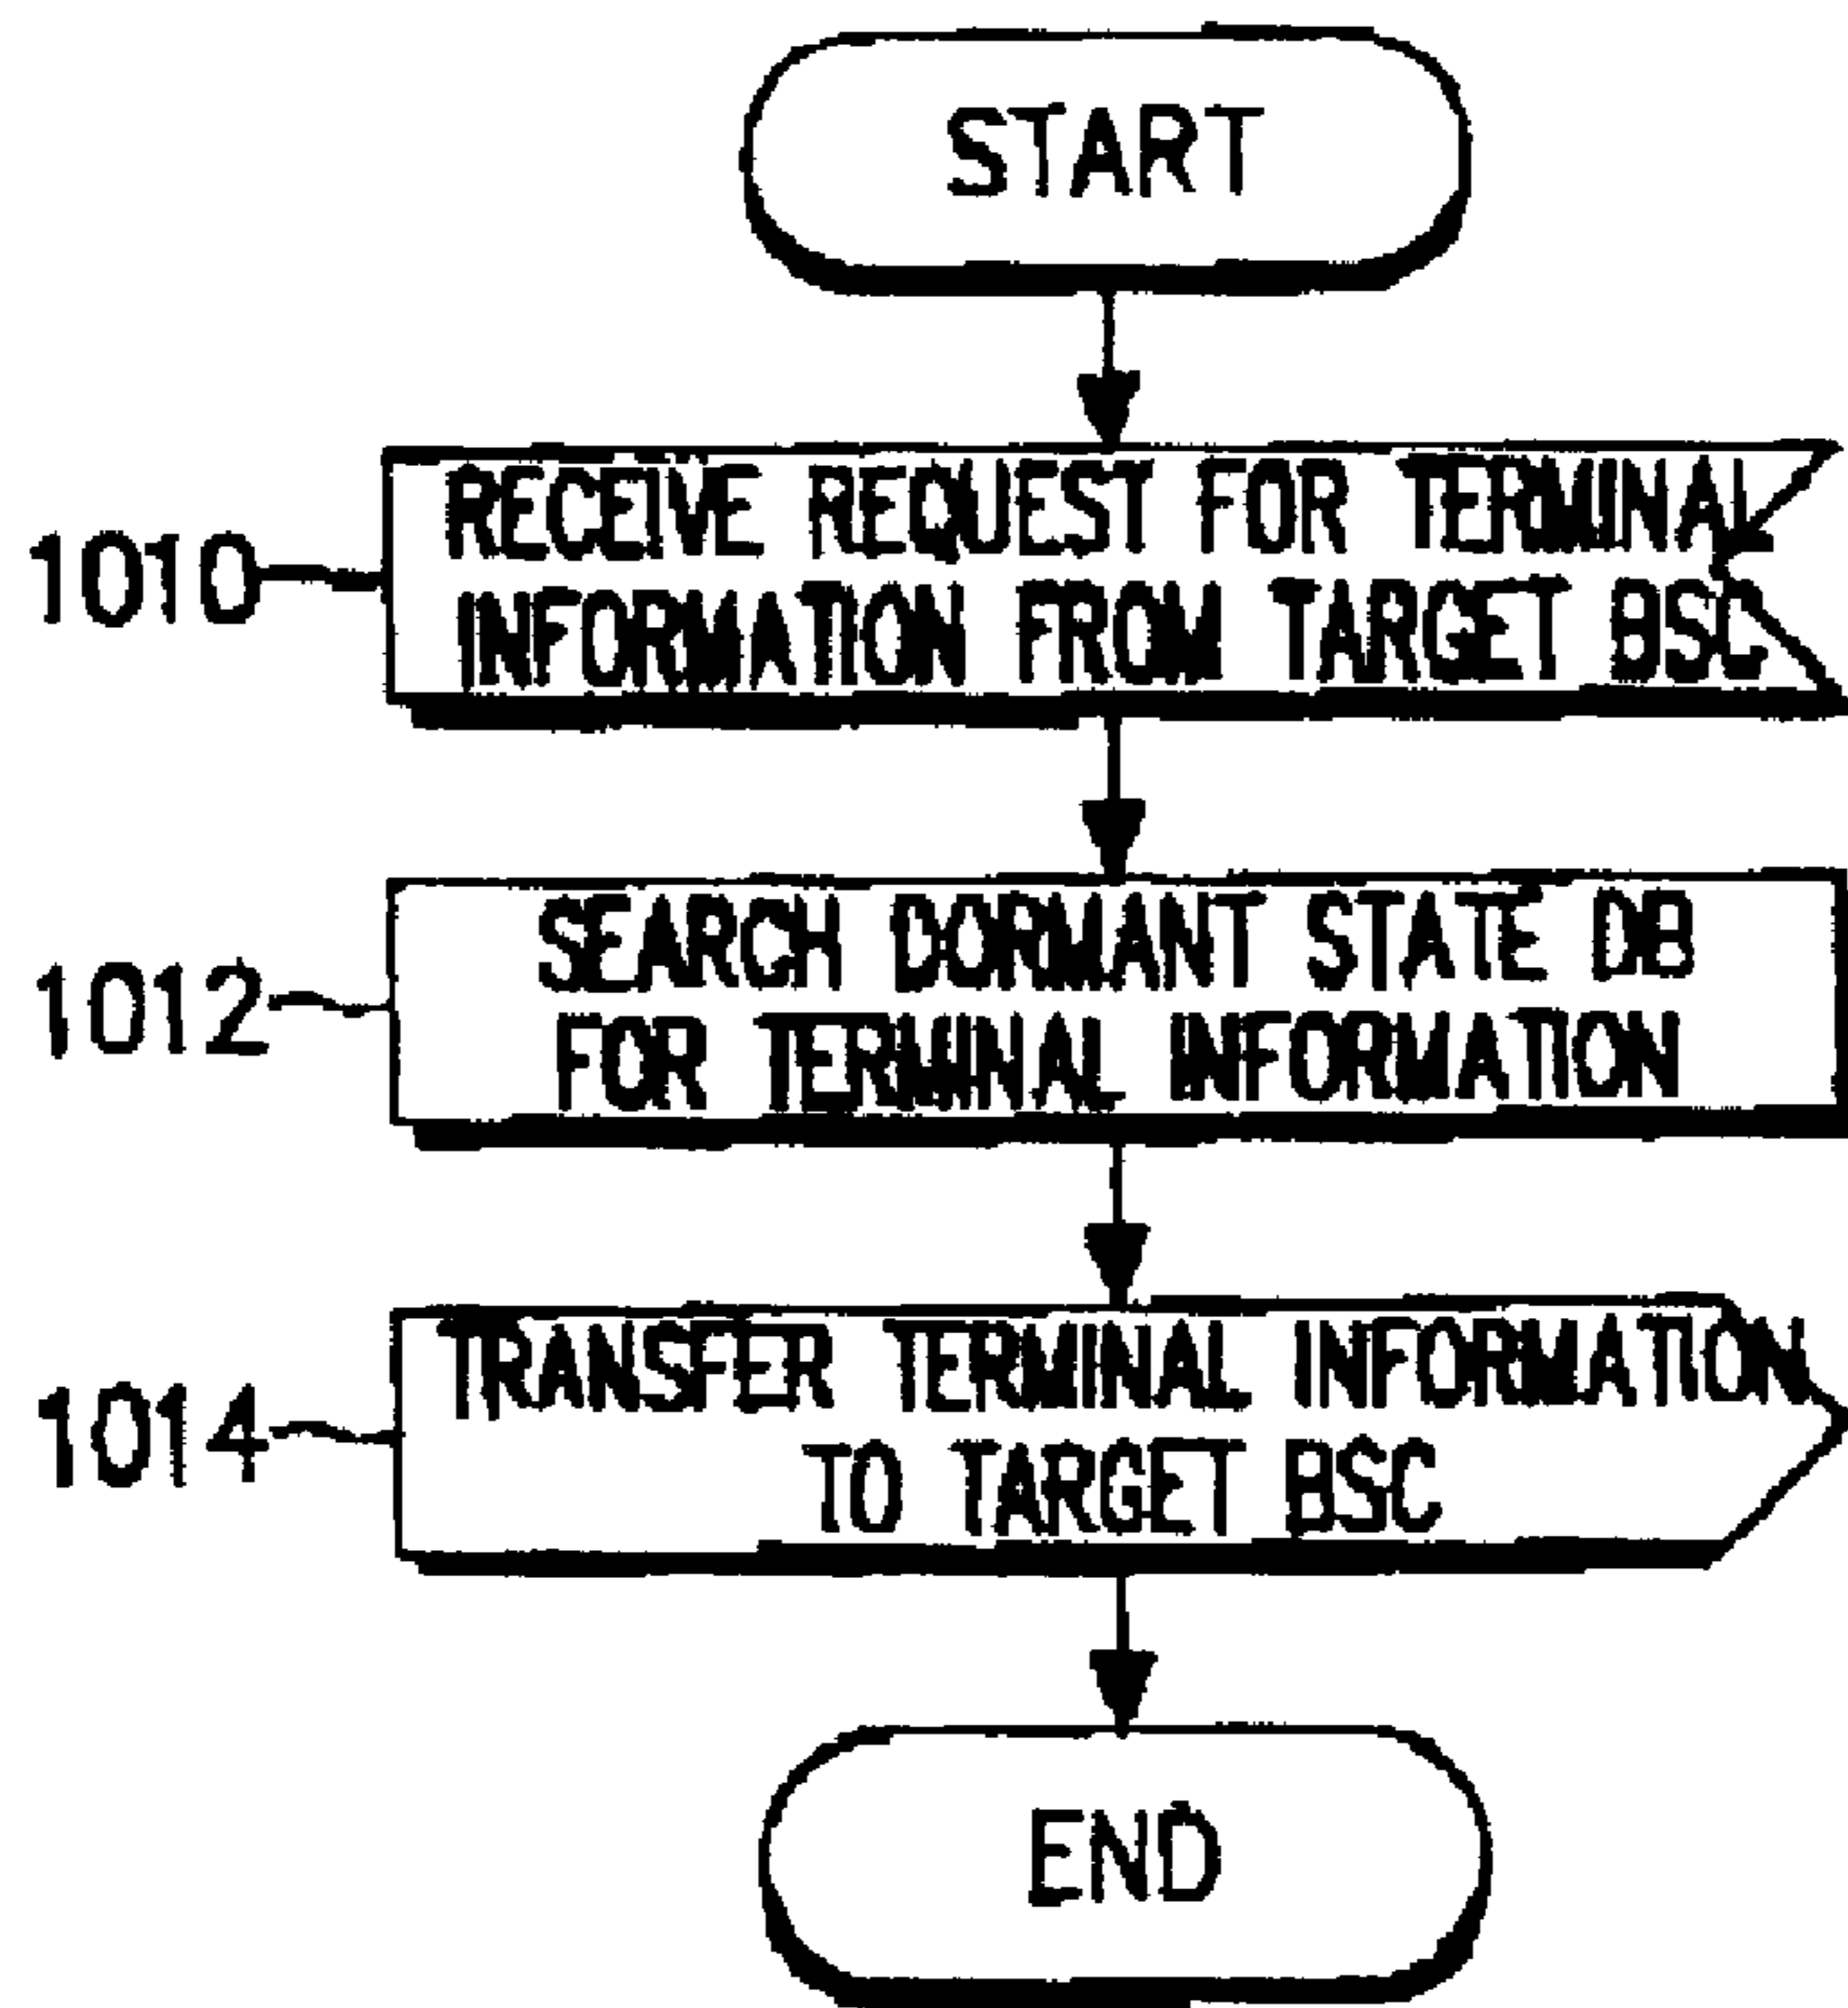 START
1010
RECEIVE REQUEST FOR TERMINAL
INFORMATION FROM TARGET BSC
1012
SEARCH DORMANT STATE DB
FOR TERMINAL INFORMATION
1014
TRANSFER TERMINAL INFORMATION
TO TARGET BSC
END